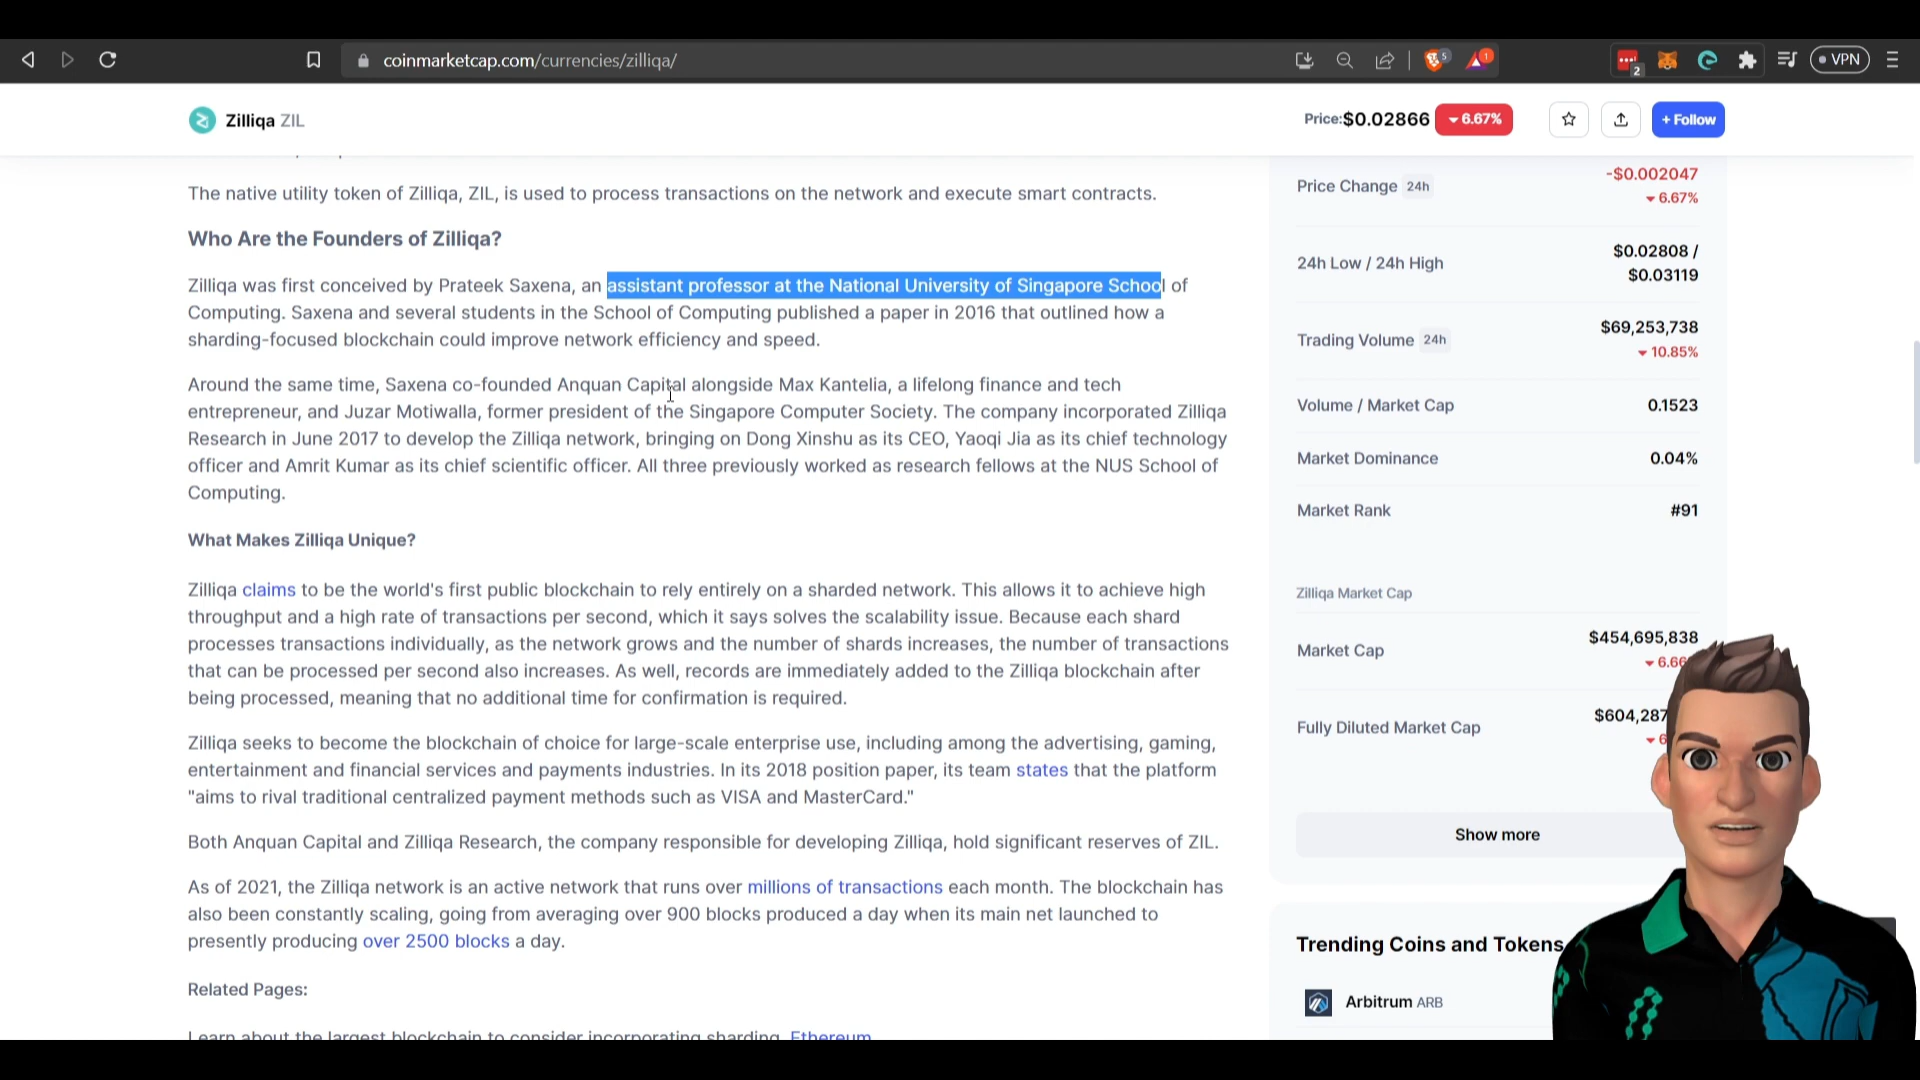 coinmarketcap.com/currencies/zilliqa/
5
1
2
VPN
Zilliqa ZIL
Price:$0.02866 6.67%
+ Follow
The native utility token of Zilliqa, ZIL, is used to process transactions on the network and execute smart contracts.
Who Are the Founders of Zilliqa?
Zilliqa was first conceived by Prateek Saxena, an assistant professor at the National University of Singapore School of
Computing. Saxena and several students in the School of Computing published a paper in 2016 that outlined how a
sharding-focused blockchain could improve network efficiency and speed.
Around the same time, Saxena co-founded Anquan Capital alongside Max Kantelia, a lifelong finance and tech
entrepreneur, and Juzar Motiwalla, former president of the Singapore Computer Society. The company incorporated Zilliqa
Research in June 2017 to develop the Zilliqa network, bringing on Dong Xinshu as its CEO, Yaoqi Jia as its chief technology
officer and Amrit Kumar as its chief scientific officer. All three previously worked as research fellows at the NUS School of
Computing.
What Makes Zilliqa Unique?
Zilliqa claims to be the world's first public blockchain to rely entirely on a sharded network. This allows it to achieve high
throughput and a high rate of transactions per second, which it says solves the scalability issue. Because each shard
processes transactions individually, as the network grows and the number of shards increases, the number of transactions
that can be processed per second also increases. As well, records are immediately added to the Zilliqa blockchain after
being processed, meaning that no additional time for confirmation is required.
Zilliqa seeks to become the blockchain of choice for large-scale enterprise use, including among the advertising, gaming,
entertainment and financial services and payments industries. In its 2018 position paper, its team states that the platform
"aims to rival traditional centralized payment methods such as VISA and MasterCard."
Both Anquan Capital and Zilliqa Research, the company responsible for developing Zilliqa, hold significant reserves of ZIL.
As of 2021, the Zilliqa network is an active network that runs over millions of transactions each month. The blockchain has
also been constantly scaling, going from averaging over 900 blocks produced a day when its main net launched to
presently producing over 2500 blocks a day.
Related Pages:
Learn about the largest blockchain to consider incorporating sharding, Ethereum
-$0.002047
Price Change 24h
6.67%
24h Low / 24h High
$0.02808 /
$0.03119
Trading Volume 24h
$69,253,738
10.85%
Volume / Market Cap 0.1523
Market Dominance 0.04%
Market Rank #91
Zilliqa Market Cap
Market Cap
$454,695,838
6.66
Fully Diluted Market Cap
$604,287
6
Show more
Trending Coins and Tokens
Arbitrum ARB